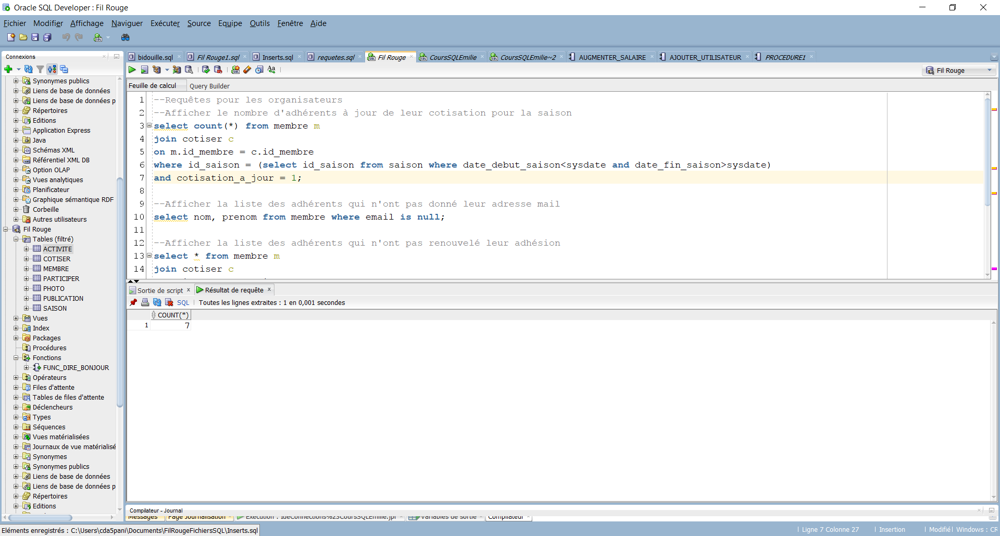 Oracle SQL Developer : Fil Rouge
Fichier Modifier Affichage Naviguer Exécuter Source Equipe Outils Fenêtre Aide
Connexions
bidouille.sql
Fil Rouge1.sql
Inserts.sql
requetes.sql
Fil Rouge
CoursSQLEmilie
CoursSQLEmilie~2
AUGMENTER_SALAIRE
AJOUTER_UTILISATEUR
PROCEDURE1
Fil Rouge
Synonymes publics
Liens de base de données
Liens de base de données p
Répertoires
Editions
Application Express
Java
Schémas XML
Référentiel XML DB
Option OLAP
Vues analytiques
Planificateur
Graphique sémantique RDF
Corbeille
Autres utilisateurs
Fil Rouge
Tables (filtré)
ACTIVITE
COTISER
MEMBRE
PARTICIPER
PHOTO
PUBLICATION
SAISON
Vues
Index
Packages
Procédures
Fonctions
FUNC_DIRE_BONJOUR
Opérateurs
Files d'attente
Tables de files d'attente
Déclencheurs
Types
Séquences
Vues matérialisées
Journaux de vue matérialisé
Synonymes
Synonymes publics
Liens de base de données
Liens de base de données p
Répertoires
Editions
Feuille de calcul Query Builder
1 --Requêtes pour les organisateurs
2 --Afficher le nombre d'adhérents à jour de leur cotisation pour la saison
3 select count(*) from membre m
4 join cotiser c
5 on m.id_membre = c.id_membre
6 where id_saison = (select id_saison from saison where date_debut_saison<sysdate and date_fin_saison>sysdate)
7 and cotisation_a_jour = 1;
8
9 --Afficher la liste des adhérents qui n'ont pas donné leur adresse mail
10 select nom, prenom from membre where email is null;
11
12 --Afficher la liste des adhérents qui n'ont pas renouvelé leur adhésion
13 select * from membre m
14 join cotiser c
Sortie de script x Résultat de requête x
SQL Toutes les lignes extraites : 1 en 0,001 secondes
COUNT(*)
1 7
Compilateur - Journal
Messages Page Journalisation Exécution : IdeConnections%23CoursSQLEmilie.jpr Variables de sortie Compilateur
Eléments enregistrés : C:\Users\cda5pani\Documents\FilRougeFichiersSQL\Inserts.sql
Ligne 7 Colonne 27 Insertion Modifié Windows : CR